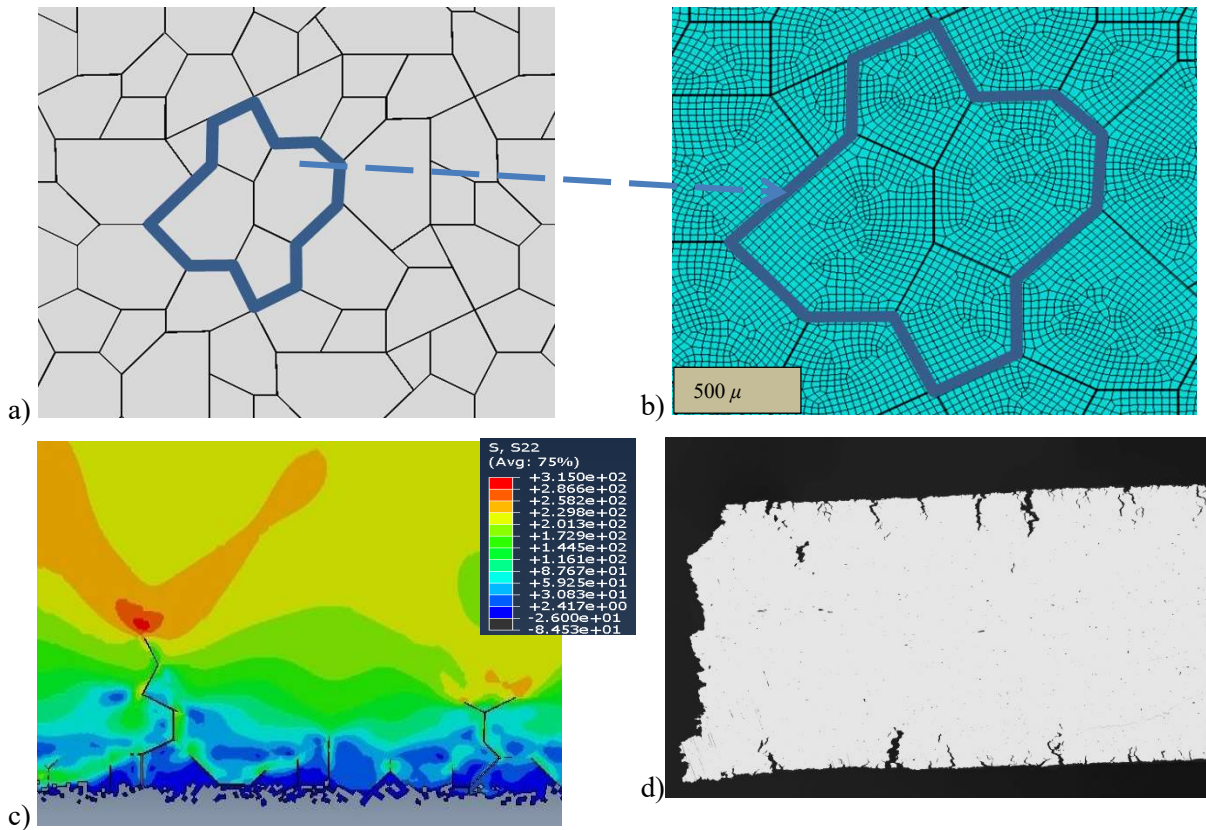 a)
b)
500 μ
c)
S, S22
(Avg: 75%)
+3.150e+02
+2.866e+02
+2.582e+02
+2.298e+02
+2.013e+02
+1.729e+02
+1.445e+02
+1.161e+02
+8.767e+01
+5.925e+01
+3.083e+01
+2.417e+00
-2.600e+01
-8.453e+01
d)